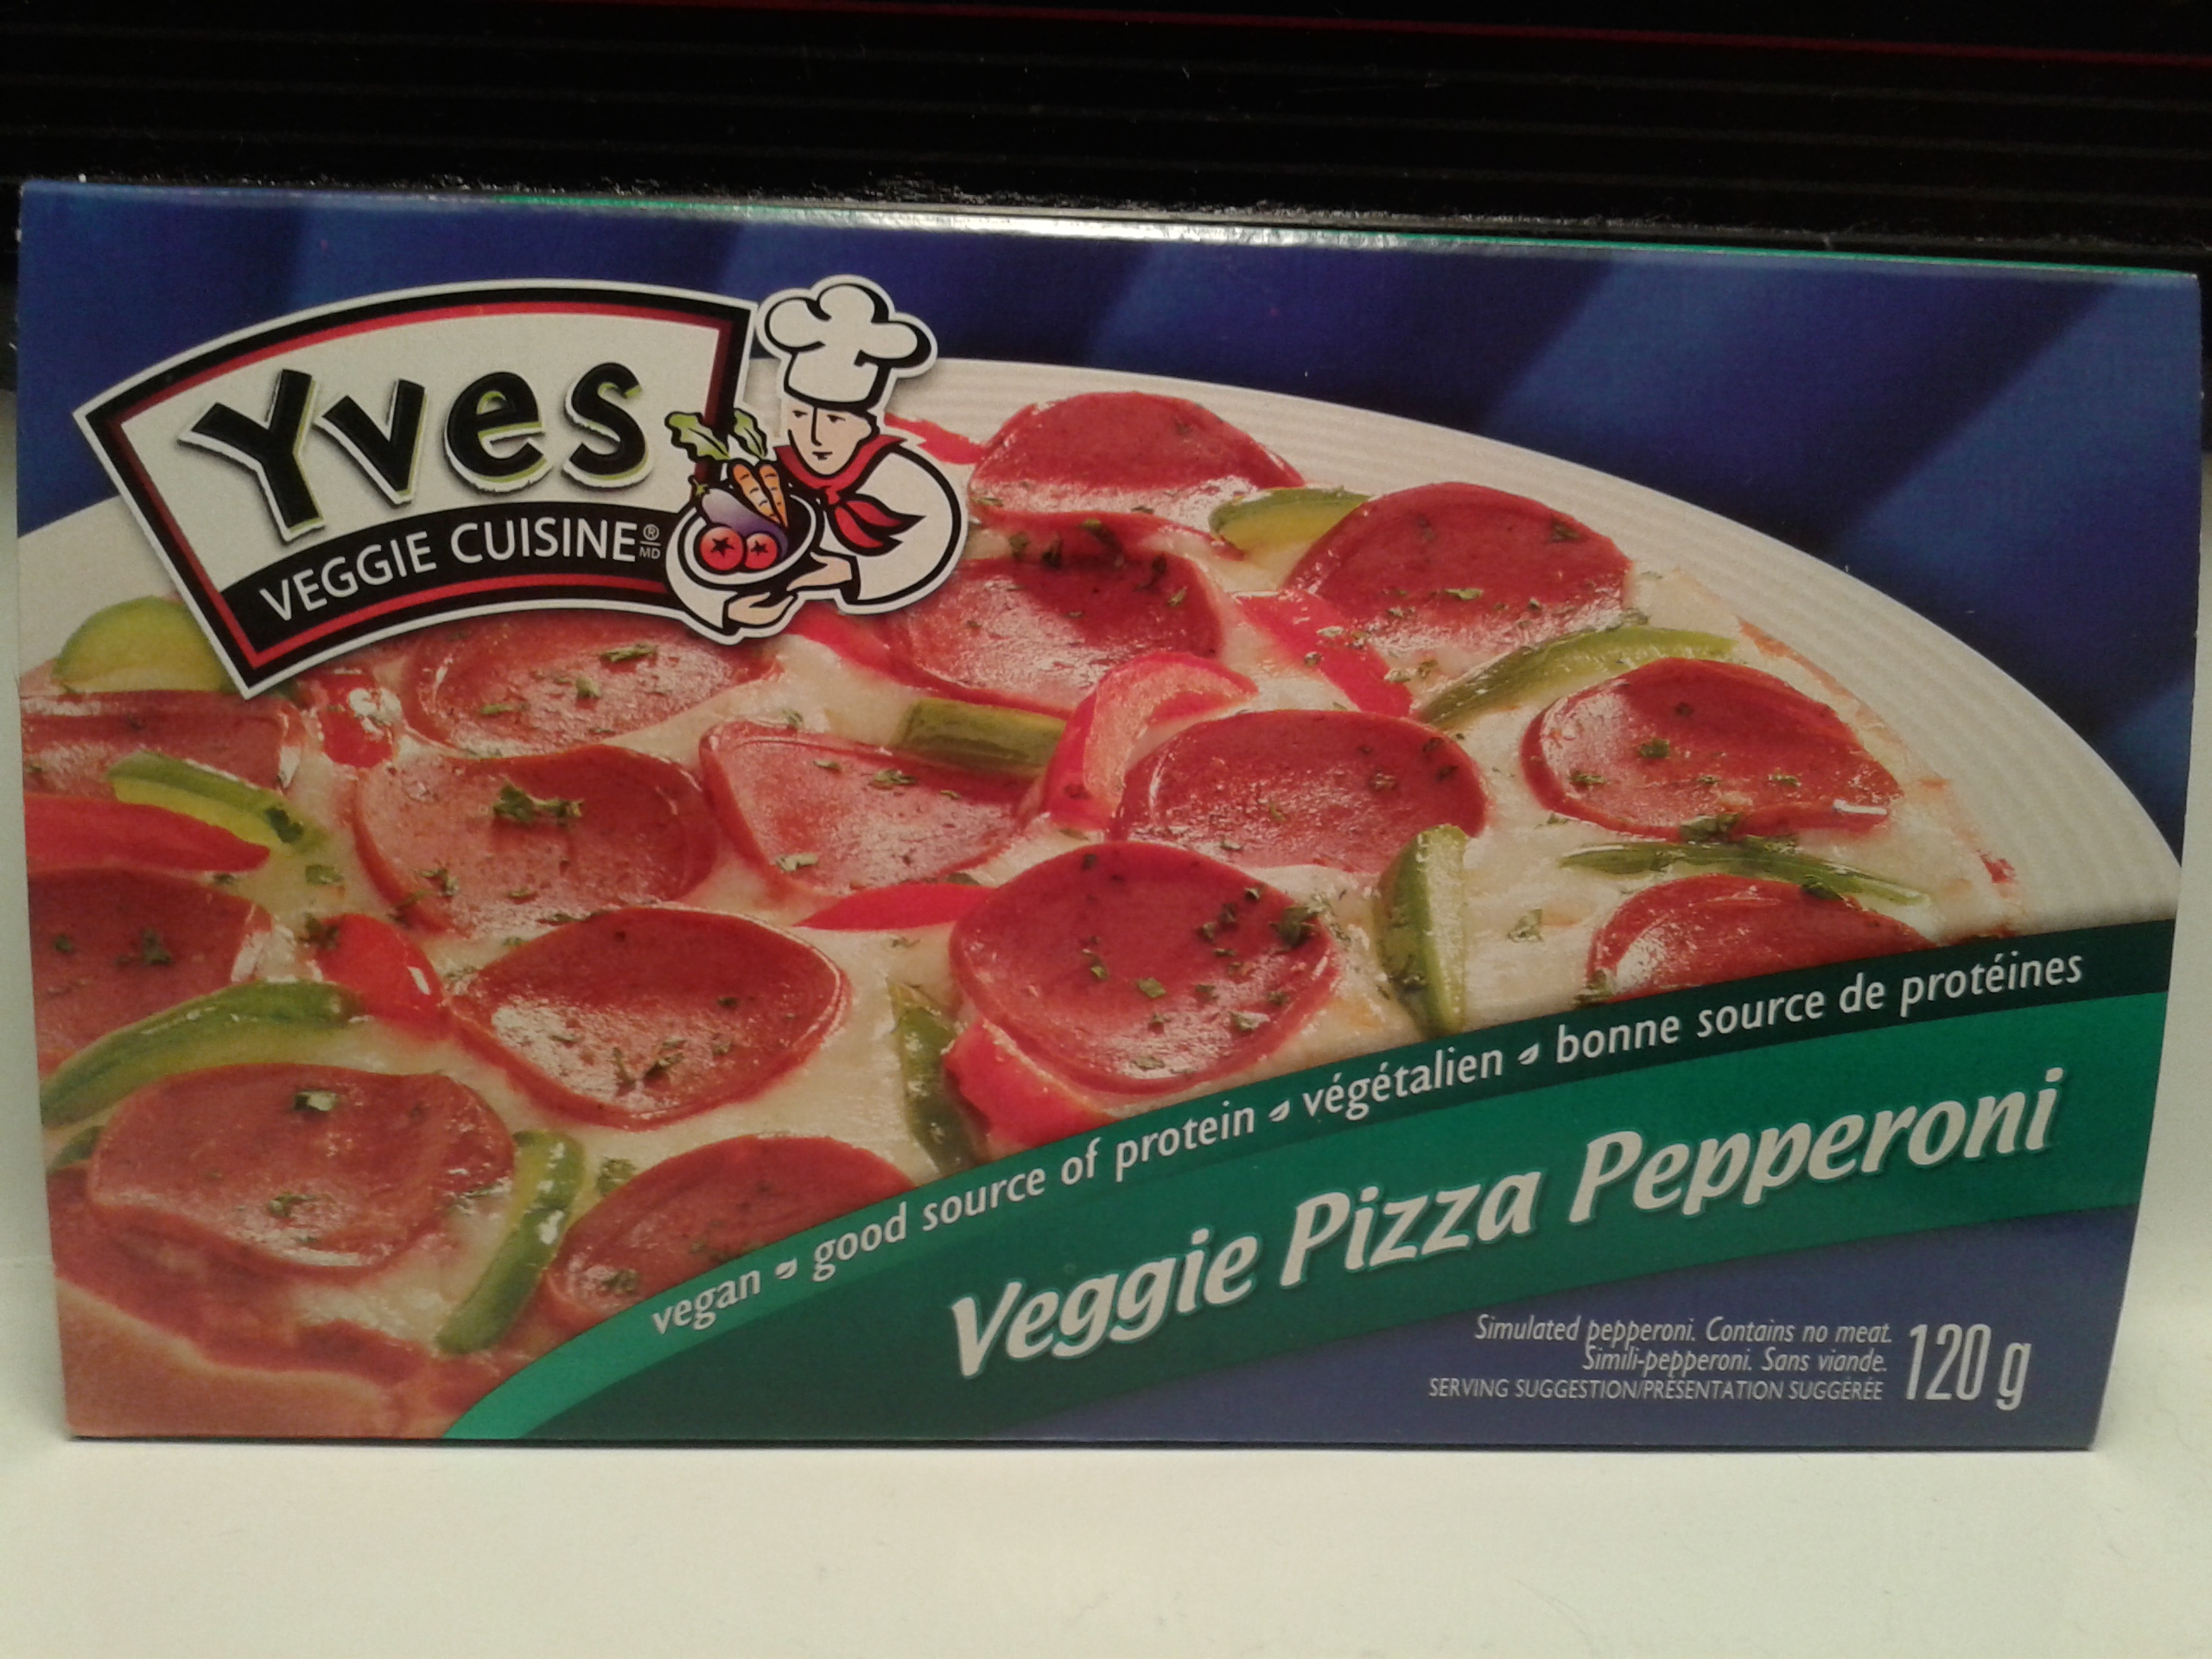 Yves
VEGGIE CUISINE ® MD
vegan good source of protein végétalien bonne source de protéines
Veggie Pizza Pepperoni
Simulated pepperoni. Contains no meat.
Simili-pepperoni. Sans viande.
SERVING SUGGESTION/PRÉSENTATION SUGGÉRÉE
120 g